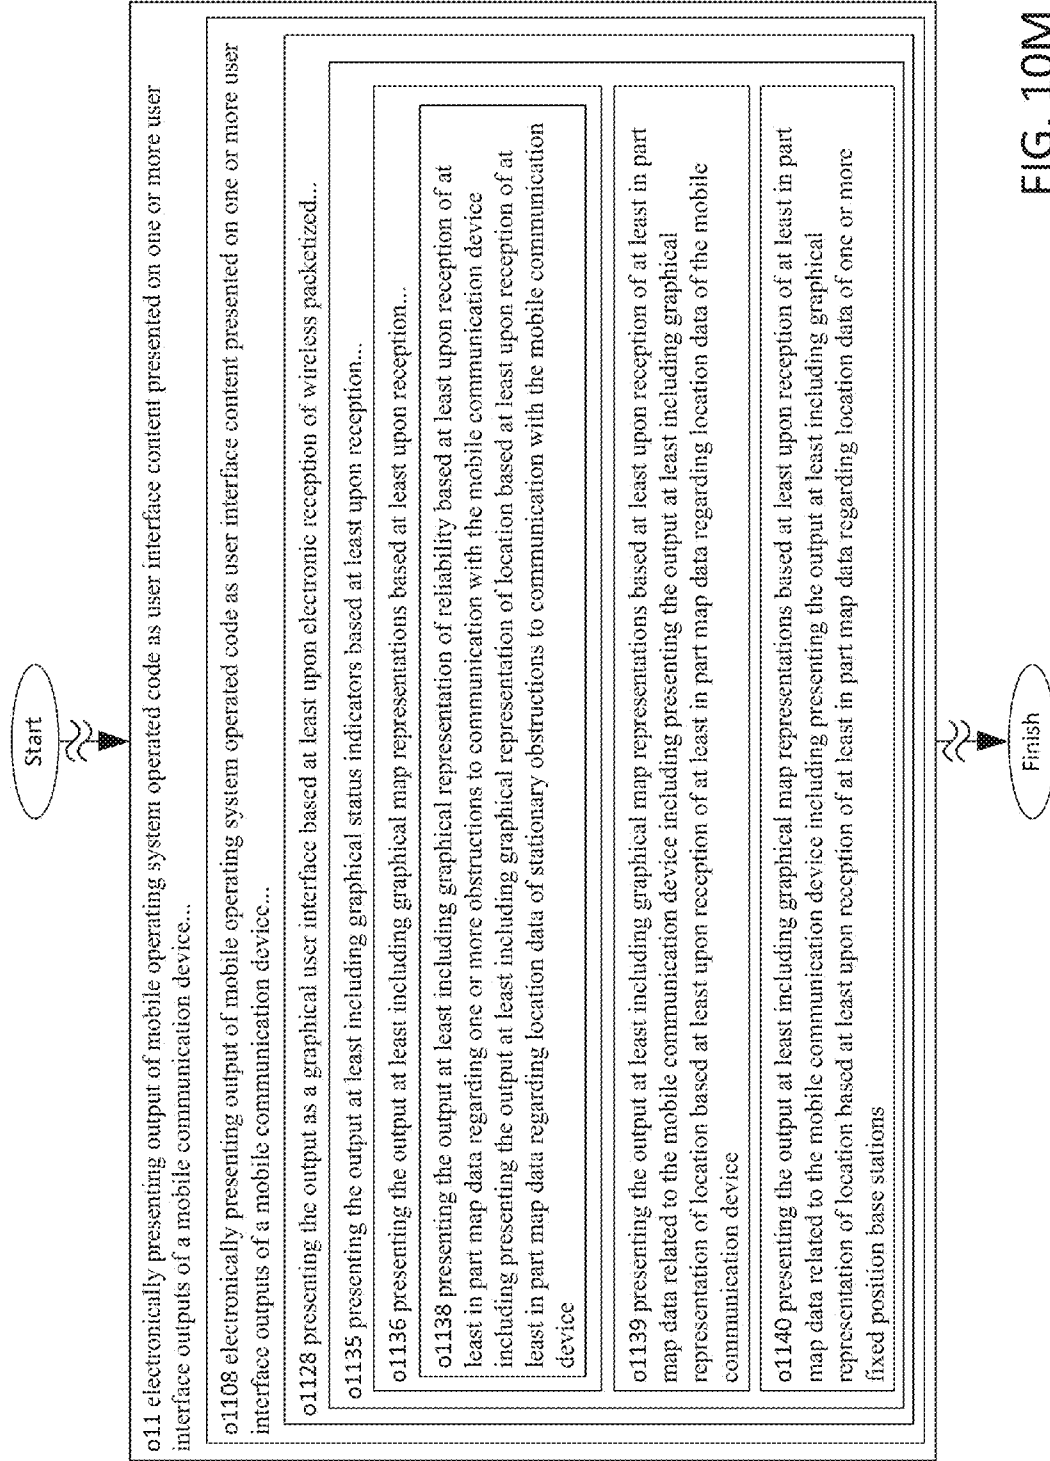 Start
o11 electronically presenting output of mobile operating system operated code as user interface content presented on one or more user
interface outputs of a mobile communication device...
o1108 electronically presenting output of mobile operating system operated code as user interface content presented on one or more user
interface outputs of a mobile communication device...
o1128 presenting the output as a graphical user interface based at least upon electronic reception of wireless packetized...
o1135 presenting the output at least including graphical status indicators based at least upon reception...
o1136 presenting the output at least including graphical map representations based at least upon reception...
o1138 presenting the output at least including graphical representation of reliability based at least upon reception of at
least in part map data regarding one or more obstructions to communication with the mobile communication device
including presenting the output at least including graphical representation of location based at least upon reception of at
least in part map data regarding location data of stationary obstructions to communication with the mobile communication
device
o1139 presenting the output at least including graphical map representations based at least upon reception of at least in part
map data related to the mobile communication device including presenting the output at least including graphical
representation of location based at least upon reception of at least in part map data regarding location data of the mobile
communication device
o1140 presenting the output at least including graphical map representations based at least upon reception of at least in part
map data related to the mobile communication device including presenting the output at least including graphical
representation of location based at least upon reception of at least in part map data regarding location data of one or more
fixed position base stations
Finish
FIG. 10M